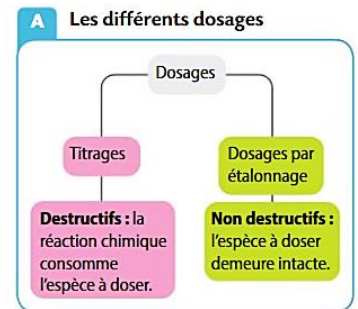 A Les différents dosages
Dosages
Titrages
Dosages par
étalonnage
Destructifs : la
réaction chimique
consomme
l'espèce à doser.
Non destructifs :
l'espèce à doser
demeure intacte.